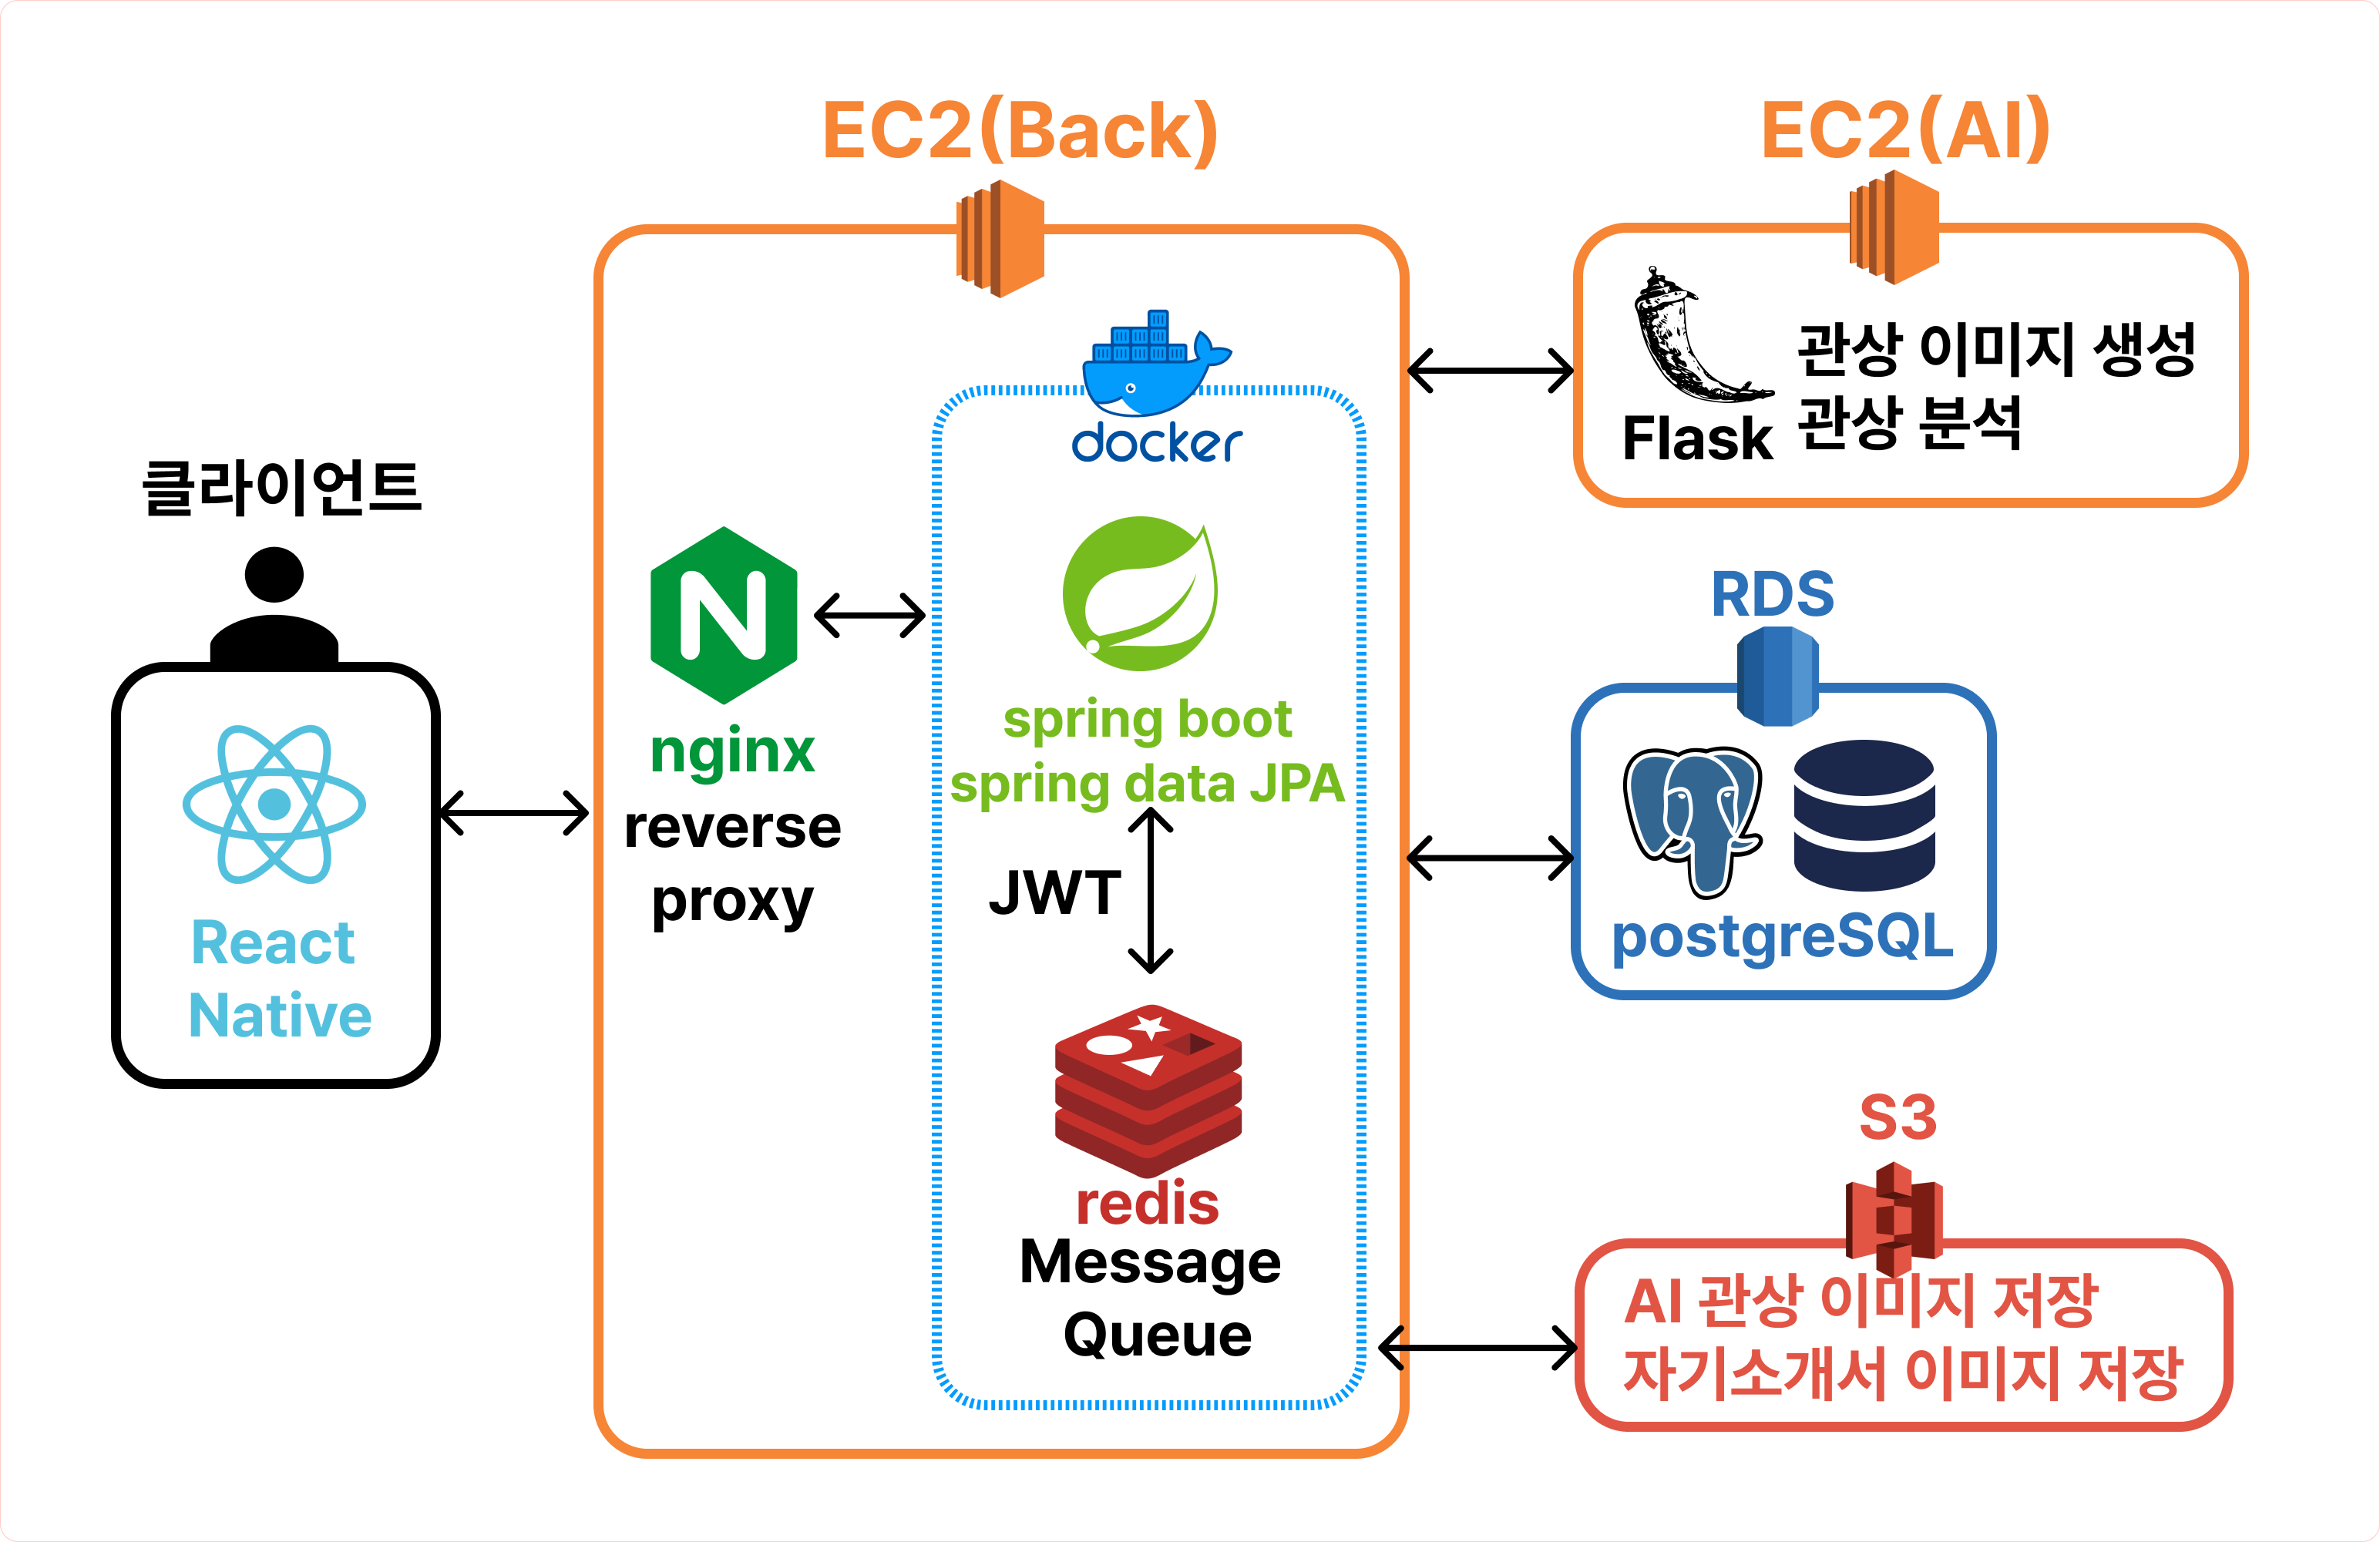 클라이언트
React
Native
EC2(Back)
nginx
reverse
proxy
docker
spring boot
spring data JPA
JWT
redis
Message
Queue
EC2(AI)
Flask
관상 이미지 생성
관상 분석
RDS
postgreSQL
S3
AI 관상 이미지 저장
자기소개서 이미지 저장